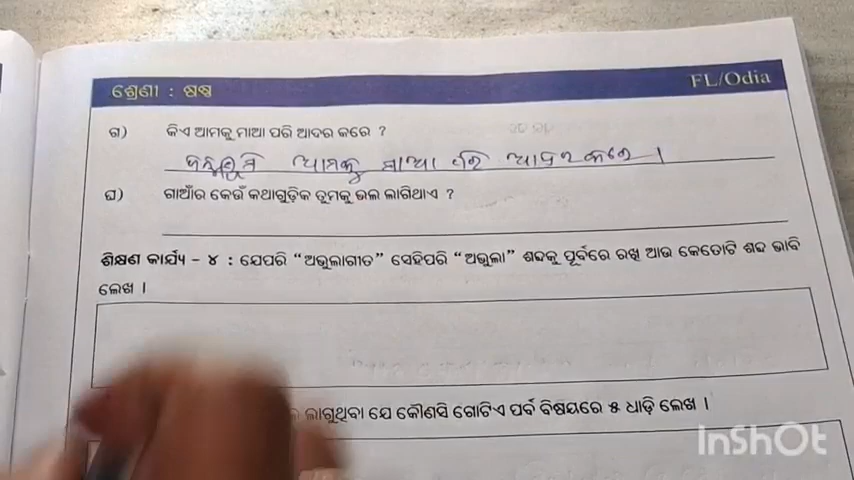 ଶ୍ରେଣୀ : ଷଷ୍ଠ FL/Odia
ଗ) କିଏ ଆମକୁ ମାଆ ପରି ଆଦର କରେ ?
ଜନ୍ମଭୂମି ଆମକୁ ମାଆ ପରି ଆଦର କରେ ।
ଘ) ଗାଆଁର କେଉଁ କଥାଗୁଡ଼ିକ ତୁମକୁ ଭଲ ଲାଗିଥାଏ ?
ଶିକ୍ଷଣ କାର୍ଯ୍ୟ - ୪ : ଯେପରି “ଅଭୁଲାଗୀତ” ସେହିପରି “ଅଭୁଲା” ଶବ୍ଦକୁ ପୂର୍ବରେ ରଖି ଆଉ କେତୋଟି ଶବ୍ଦ ଭାବି
ଲେଖ ।
ଲାଗୁଥିବା ଯେ କୌଣସି ଗୋଟିଏ ପର୍ବ ବିଷୟରେ ୫ ଧାଡ଼ି ଲେଖ ।
InShOt